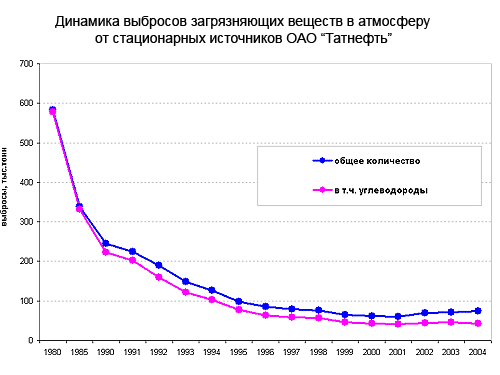 Динамика выбросов загрязняющих веществ в атмосферу
от стационарных источников ОАО “Татнефть”
700
600
500
400
300
200
100
0
выбросы, тыс.тонн
общее количество
в т.ч. углеводороды
1980 1985 1990 1991 1992 1993 1994 1995 1996 1997 1998 1999 2000 2001 2002 2003 2004